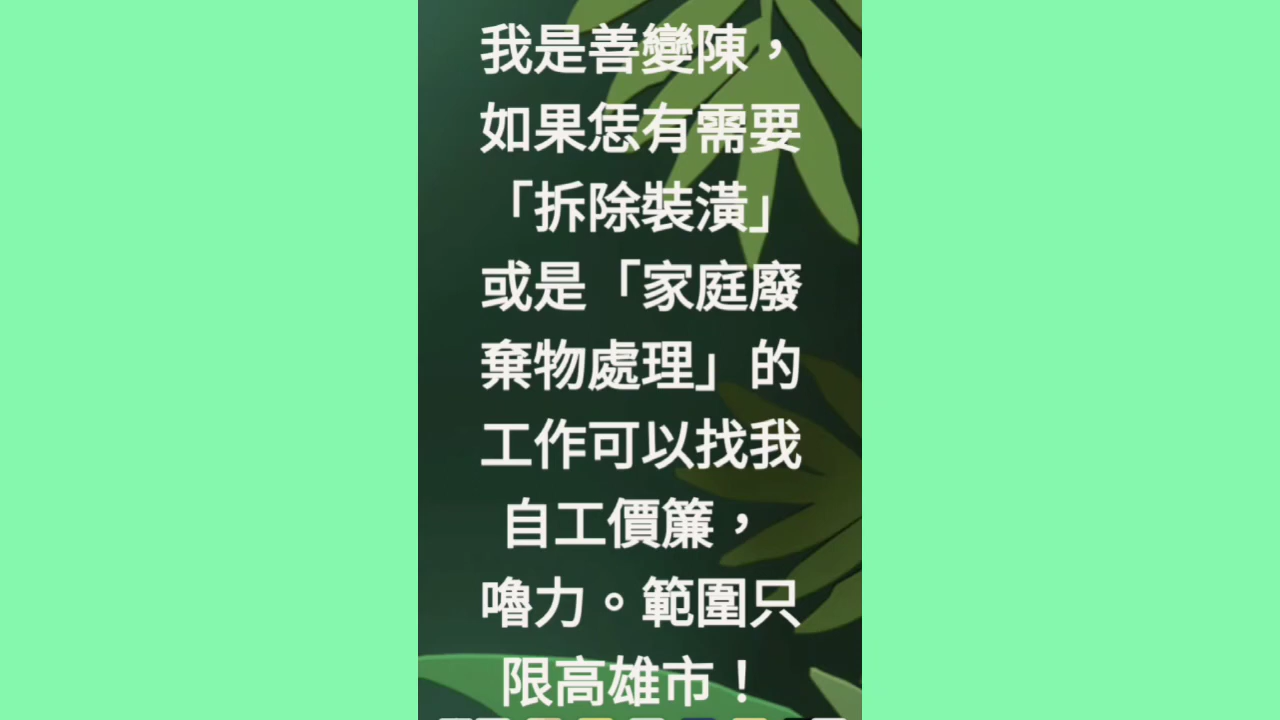 我是善變陳，
如果恁有需要
「拆除裝潢」
或是「家庭廢
棄物處理」的
工作可以找我
自工價簾，
嚕力。範圍只
限高雄市！